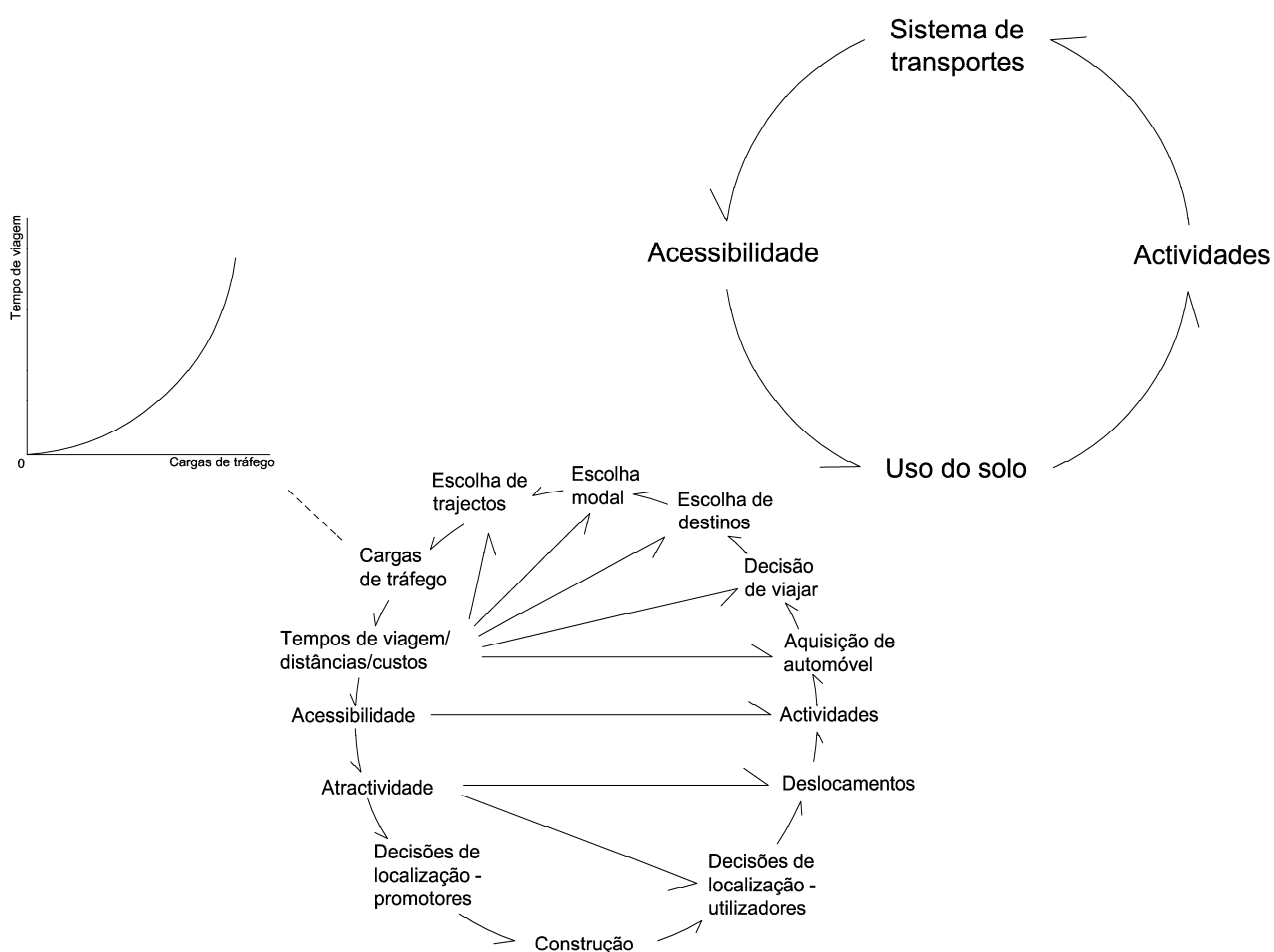 Sistema de
transportes
Acessibilidade
Actividades
Uso do solo
Tempo de viagem
0
Cargas de tráfego
Escolha de
trajectos
Escolha
modal
Escolha de
destinos
Cargas
de tráfego
Decisão
de viajar
Tempos de viagem/
distâncias/custos
Aquisição de
automóvel
Acessibilidade
Actividades
Atractividade
Deslocamentos
Decisões de
localização -
promotores
Decisões de
localização -
utilizadores
Construção